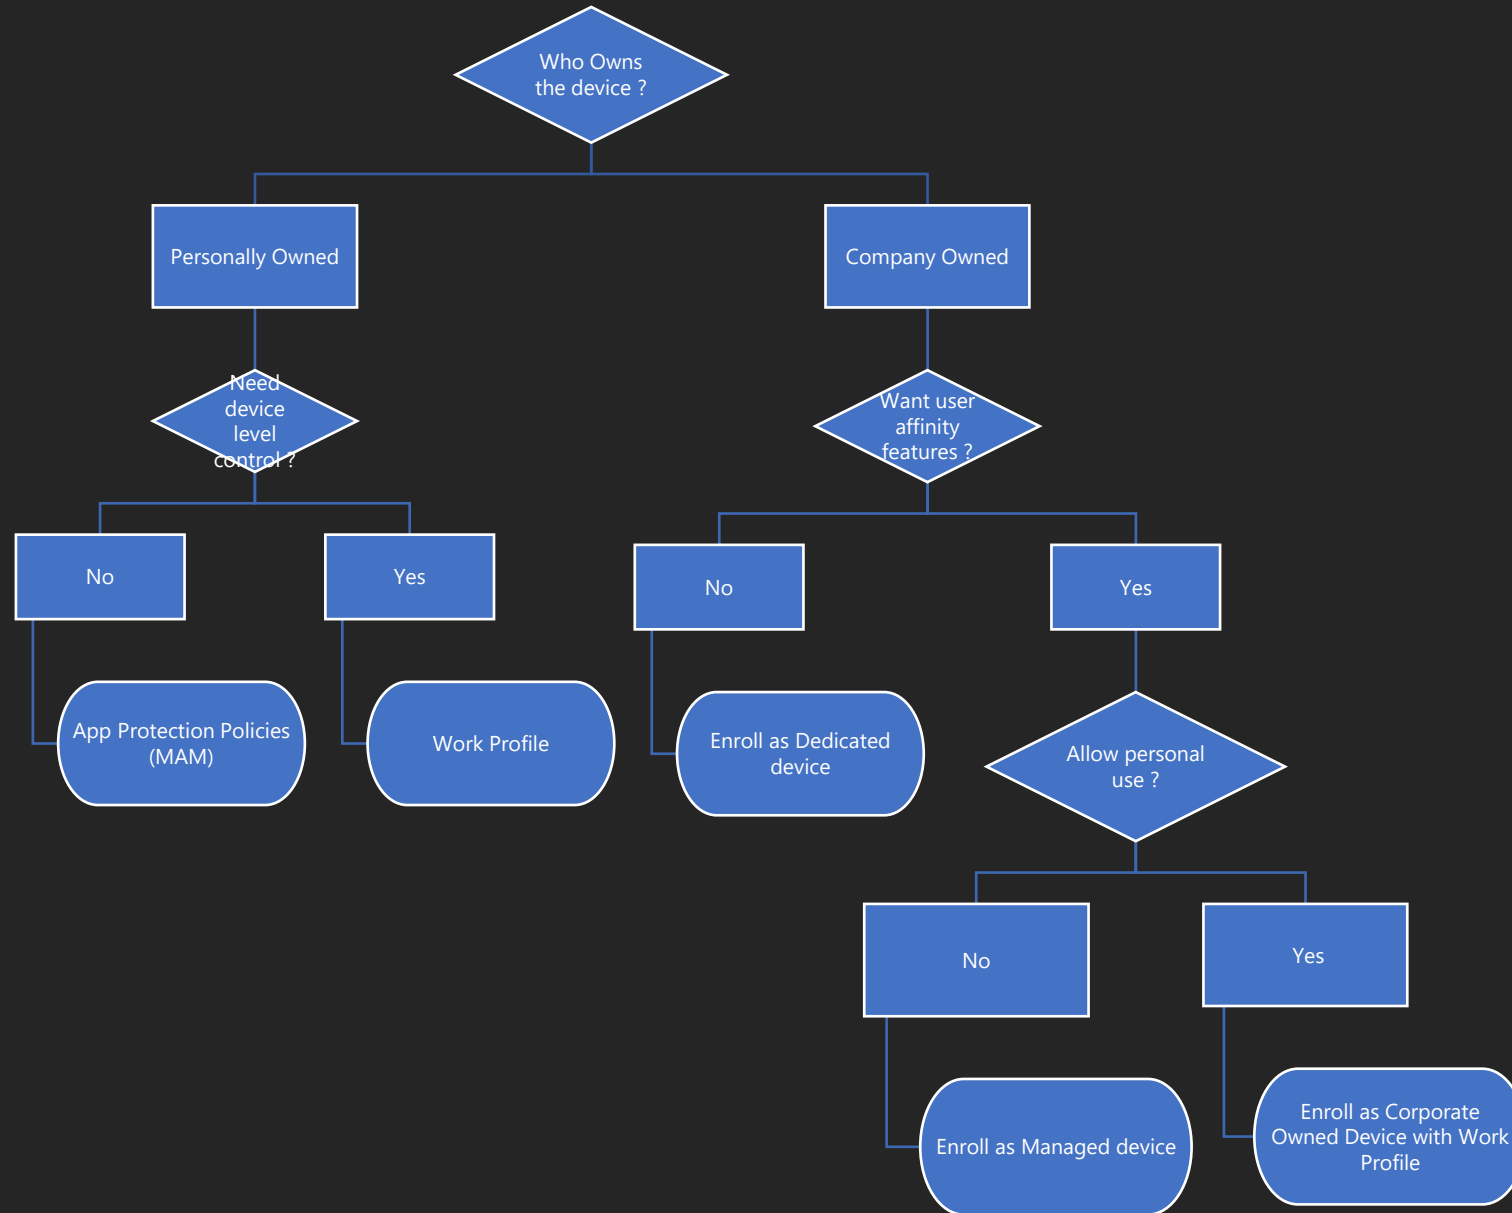 Who Owns
the device ?
Personally Owned
Company Owned
Need
device
level
control ?
Want user
affinity
features ?
No
Yes
No
Yes
App Protection Policies
(MAM)
Work Profile
Enroll as Dedicated
device
Allow personal
use ?
No
Yes
Enroll as Managed device
Enroll as Corporate
Owned Device with Work
Profile